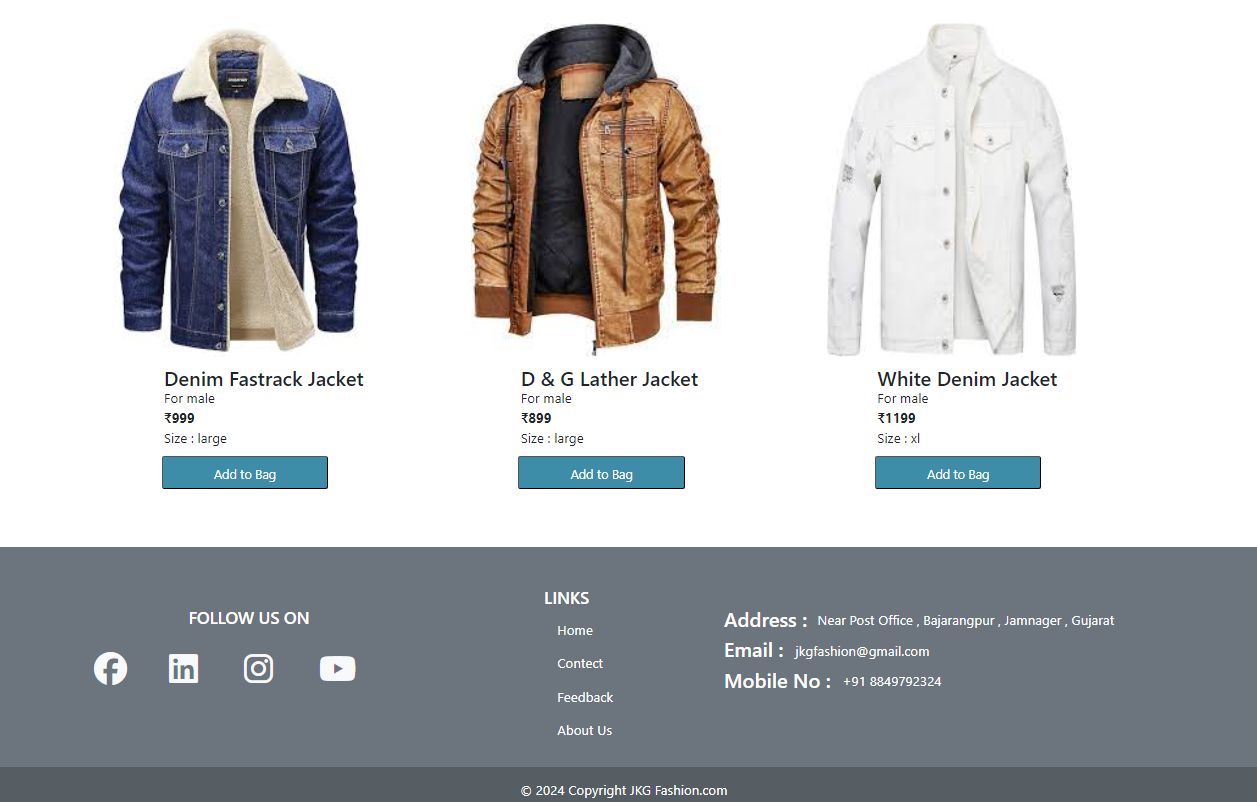 Denim Fastrack Jacket
For male
₹999
Size : large
Add to Bag
D & G Lather Jacket
For male
₹899
Size : large
Add to Bag
White Denim Jacket
For male
₹1199
Size : xl
Add to Bag
FOLLOW US ON
LINKS
Home
Contect
Feedback
About Us
Address : Near Post Office , Bajarangpur , Jamnager , Gujarat
Email : jkgfashion@gmail.com
Mobile No : +91 8849792324
© 2024 Copyright JKG Fashion.com